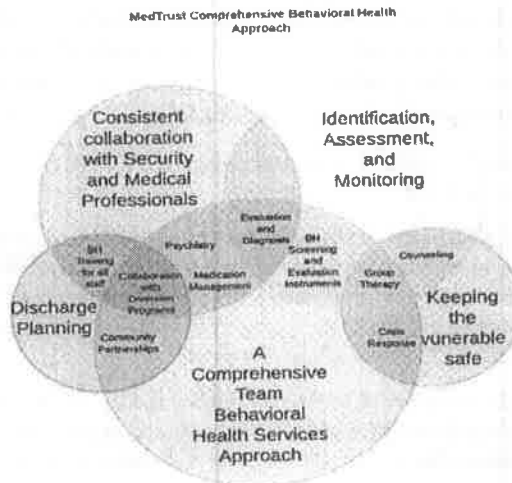 MedTrust Comprehensive Behavioral Health
Approach
Consistent
collaboration
with Security
and Medical
Professionals
Identification,
Assessment,
and
Monitoring
Evaluation
and
Diagnosis
Psychiatry
BH
Training
for all
staff
BH
Screening
and
Evaluation
Instruments
Counseling
Group
Therapy
Collaboration
with
Diversion
Programs
Medication
Management
Discharge
Planning
Keeping
the
vunerable
safe
Community
Partnerships
Crisis
Response
A
Comprehensive
Team
Behavioral
Health Services
Approach